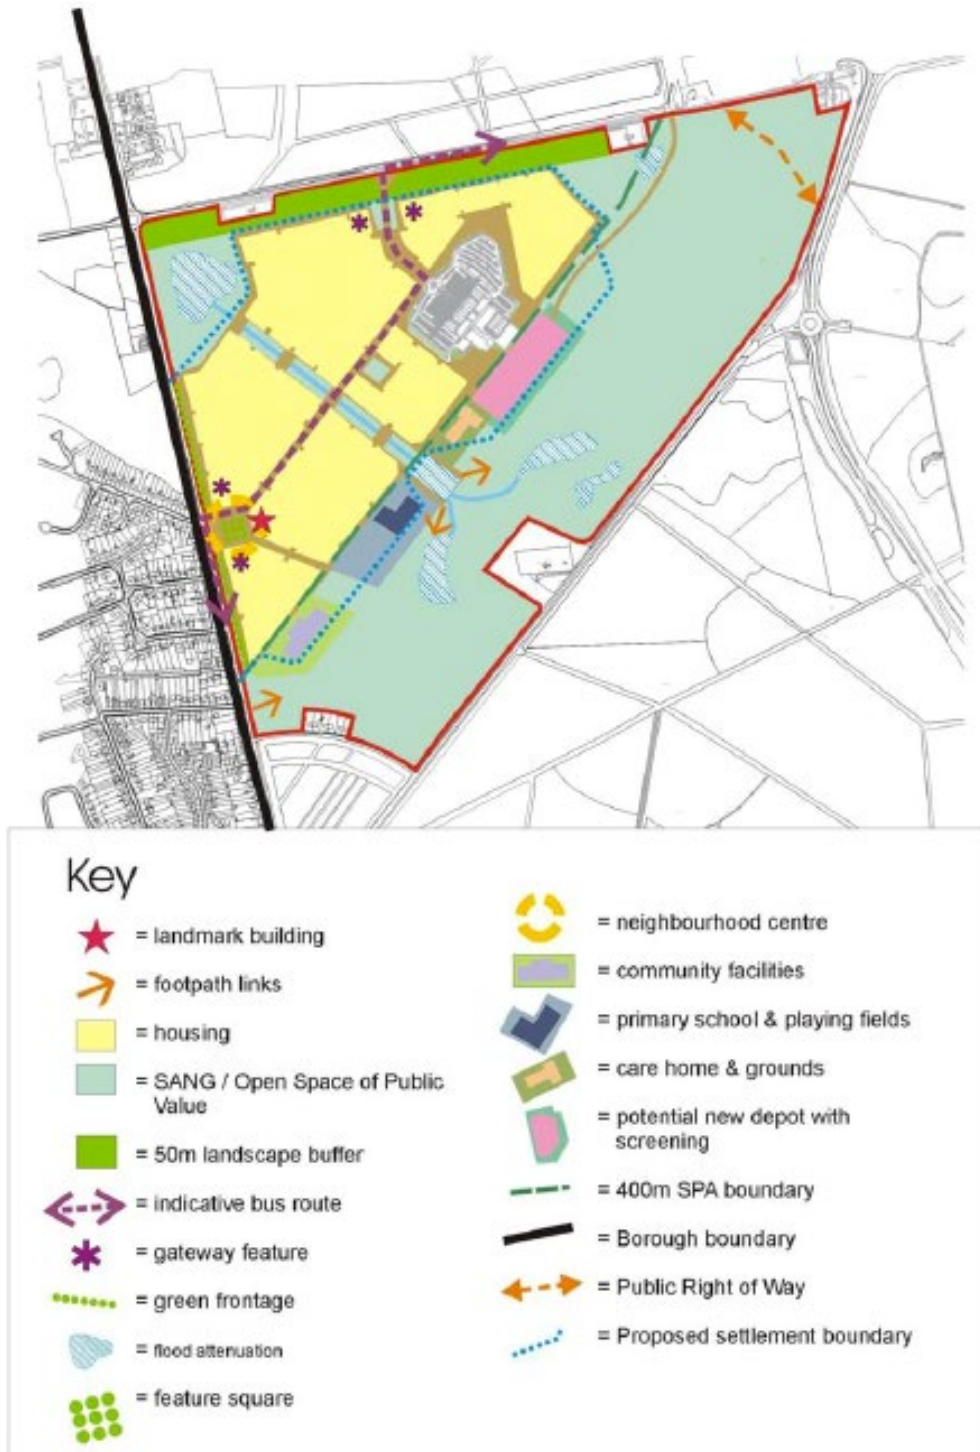 Key
= landmark building
= footpath links
= housing
= SANG / Open Space of Public
Value
= 50m landscape buffer
= indicative bus route
= gateway feature
= green frontage
= flood attenuation
= feature square
= neighbourhood centre
= community facilities
= primary school & playing fields
= care home & grounds
= potential new depot with
screening
= 400m SPA boundary
= Borough boundary
= Public Right of Way
= Proposed settlement boundary